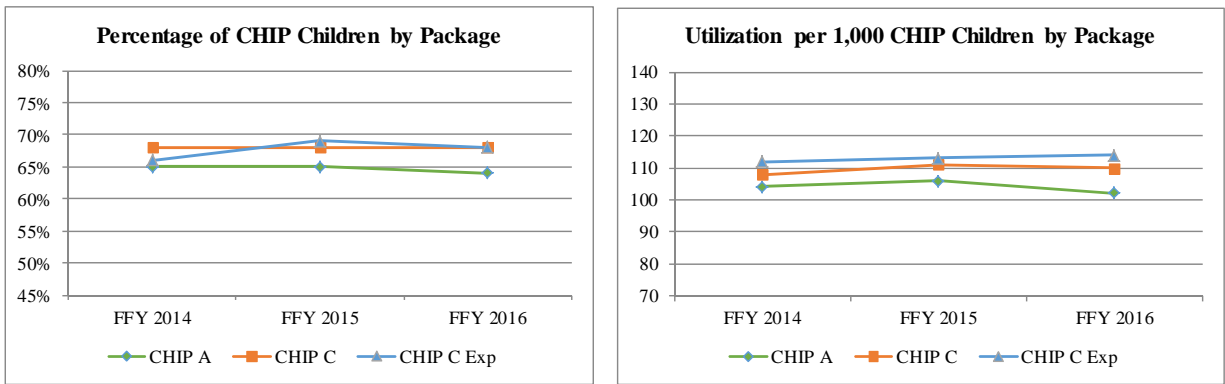 Percentage of CHIP Children by Package
80%
75%
70%
65%
60%
55%
50%
45%
FFY 2014 FFY 2015 FFY 2016
CHIP A CHIP C CHIP C Exp
Utilization per 1,000 CHIP Children by Package
140
130
120
110
100
90
80
70
FFY 2014 FFY 2015 FFY 2016
CHIP A CHIP C CHIP C Exp